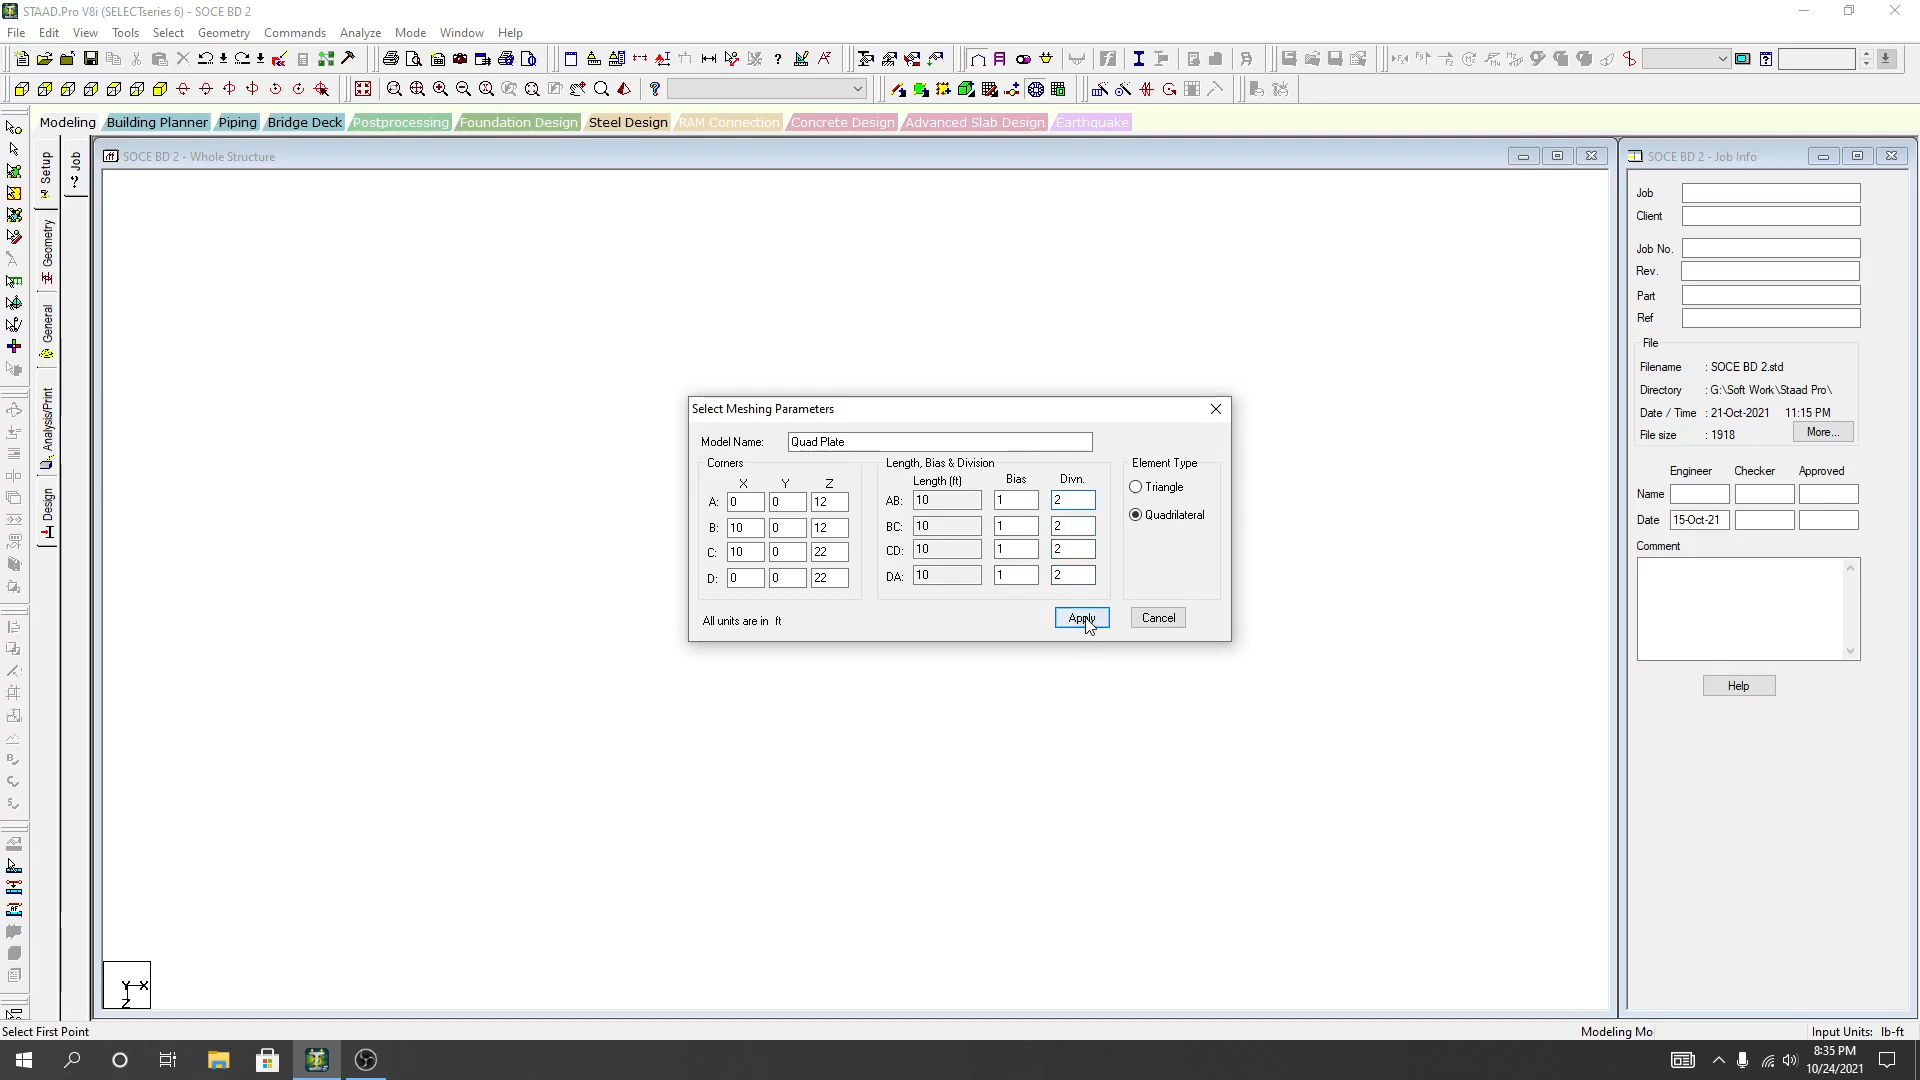 STAAD.Pro V8i (SELECTseries 6) - SOCE BD 2
File Edit View Tools Select Geometry Commands Analyze Mode Window Help
Modeling Building Planner Piping Bridge Deck Postprocessing Foundation Design Steel Design RAM Connection Concrete Design Advanced Slab Design Earthquake
Setup
Geometry
General
Analysis/Print
Design
Job
SOCE BD 2 - Whole Structure
SOCE BD 2 - Job Info
Job
Client
Job No.
Rev.
Part
Ref
File
Filename : SOCE BD 2.std
Directory : G:\Soft Work\Staad Pro\
Date / Time : 21-Oct-2021 11:15 PM
File size : 1918 More...
Engineer Checker Approved
Name
Date 15-Oct-21
Comment
Help
Select Meshing Parameters
Model Name: Quad Plate
Corners Length, Bias & Division Element Type
X Y Z Length (ft) Bias Divn.
A: 0 0 12 AB: 10 1 2 Triangle
B: 10 0 12 BC: 10 1 2 Quadrilateral
C: 10 0 22 CD: 10 1 2
D: 0 0 22 DA: 10 1 2
All units are in ft Apply Cancel
Y X
Z
Select First Point
Modeling Mo
Input Units: lb-ft
8:35 PM
10/24/2021